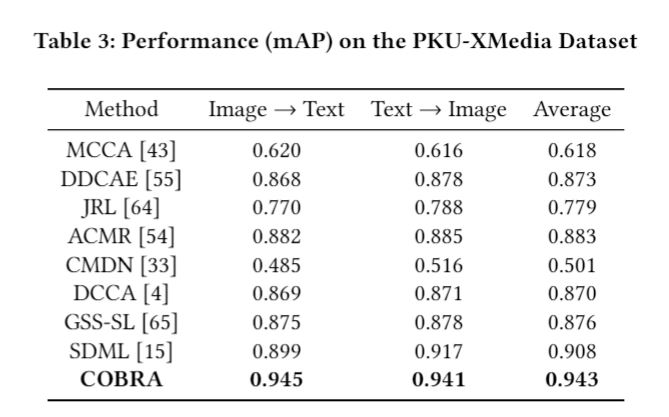 Table 3: Performance (mAP) on the PKU-XMedia Dataset
Method Image → Text Text → Image Average
MCCA [43] 0.620 0.616 0.618
DDCAE [55] 0.868 0.878 0.873
JRL [64] 0.770 0.788 0.779
ACMR [54] 0.882 0.885 0.883
CMDN [33] 0.485 0.516 0.501
DCCA [4] 0.869 0.871 0.870
GSS-SL [65] 0.875 0.878 0.876
SDML [15] 0.899 0.917 0.908
COBRA 0.945 0.941 0.943